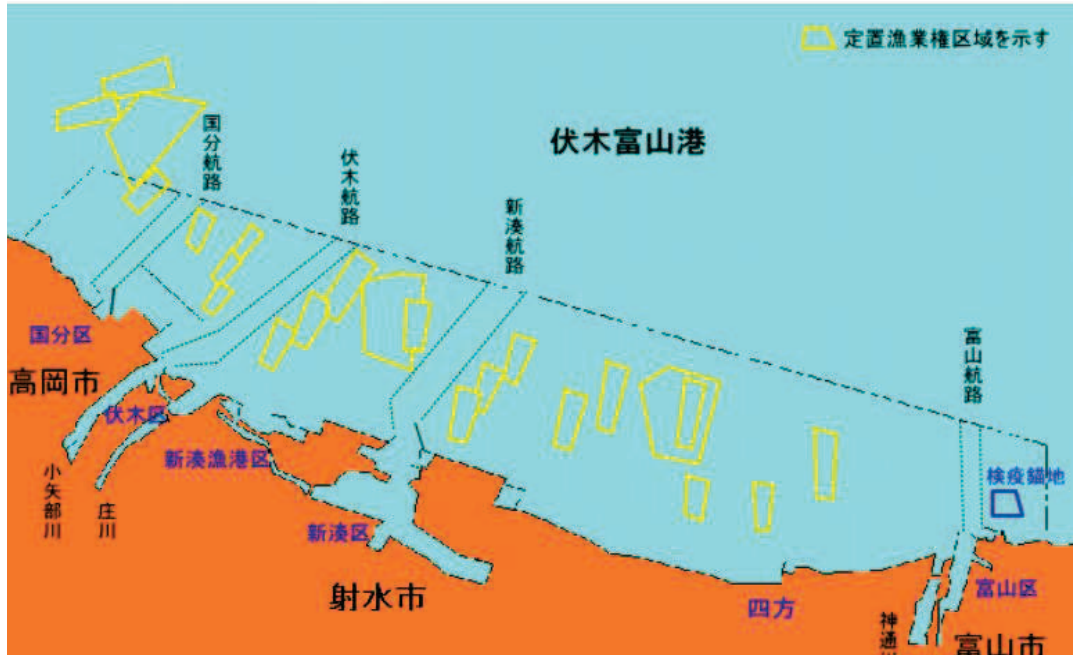 定置漁業権区域を示す
伏木富山港
国分航路
伏木航路
新湊航路
富山航路
国分区
高岡市
伏木区
新湊漁港区
小矢部川
庄川
新湊区
射水市
四方
検疫錨地
富山区
神通川
富山市